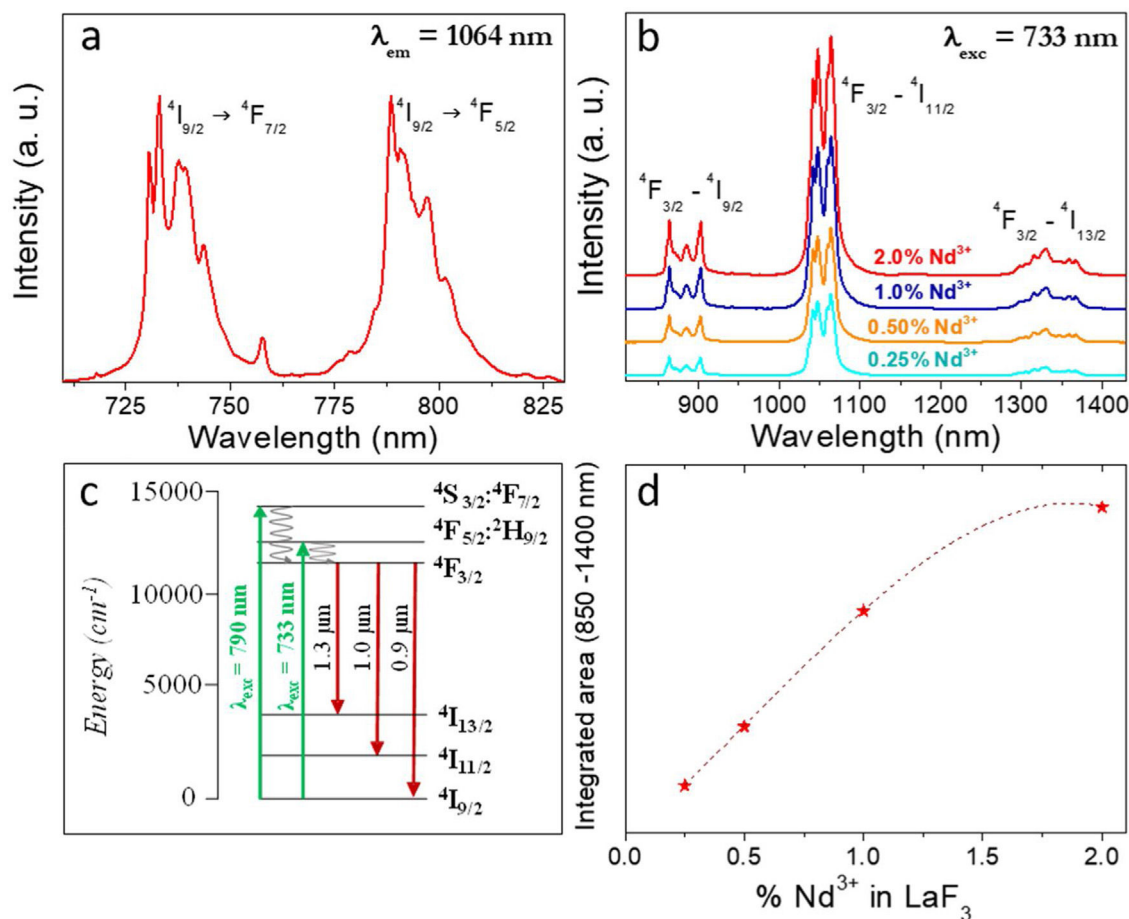 a
λem = 1064 nm
⁴I9/2 → ⁴F7/2
⁴I9/2 → ⁴F5/2
Intensity (a. u.)
725 750 775 800 825
Wavelength (nm)
b
λexc = 733 nm
⁴F3/2 - ⁴I11/2
⁴F3/2 - ⁴I9/2
⁴F3/2 - ⁴I13/2
2.0% Nd³⁺
1.0% Nd³⁺
0.50% Nd³⁺
0.25% Nd³⁺
Intensity (a. u.)
900 1000 1100 1200 1300 1400
Wavelength (nm)
c
15000
10000
5000
0
Energy (cm⁻¹)
⁴S3/2:⁴F7/2
⁴F5/2:²H9/2
⁴F3/2
λexc = 790 nm
λexc = 733 nm
1.3 µm
1.0 µm
0.9 µm
⁴I13/2
⁴I11/2
⁴I9/2
d
Integrated area (850 -1400 nm)
0.0 0.5 1.0 1.5 2.0
% Nd³⁺ in LaF3